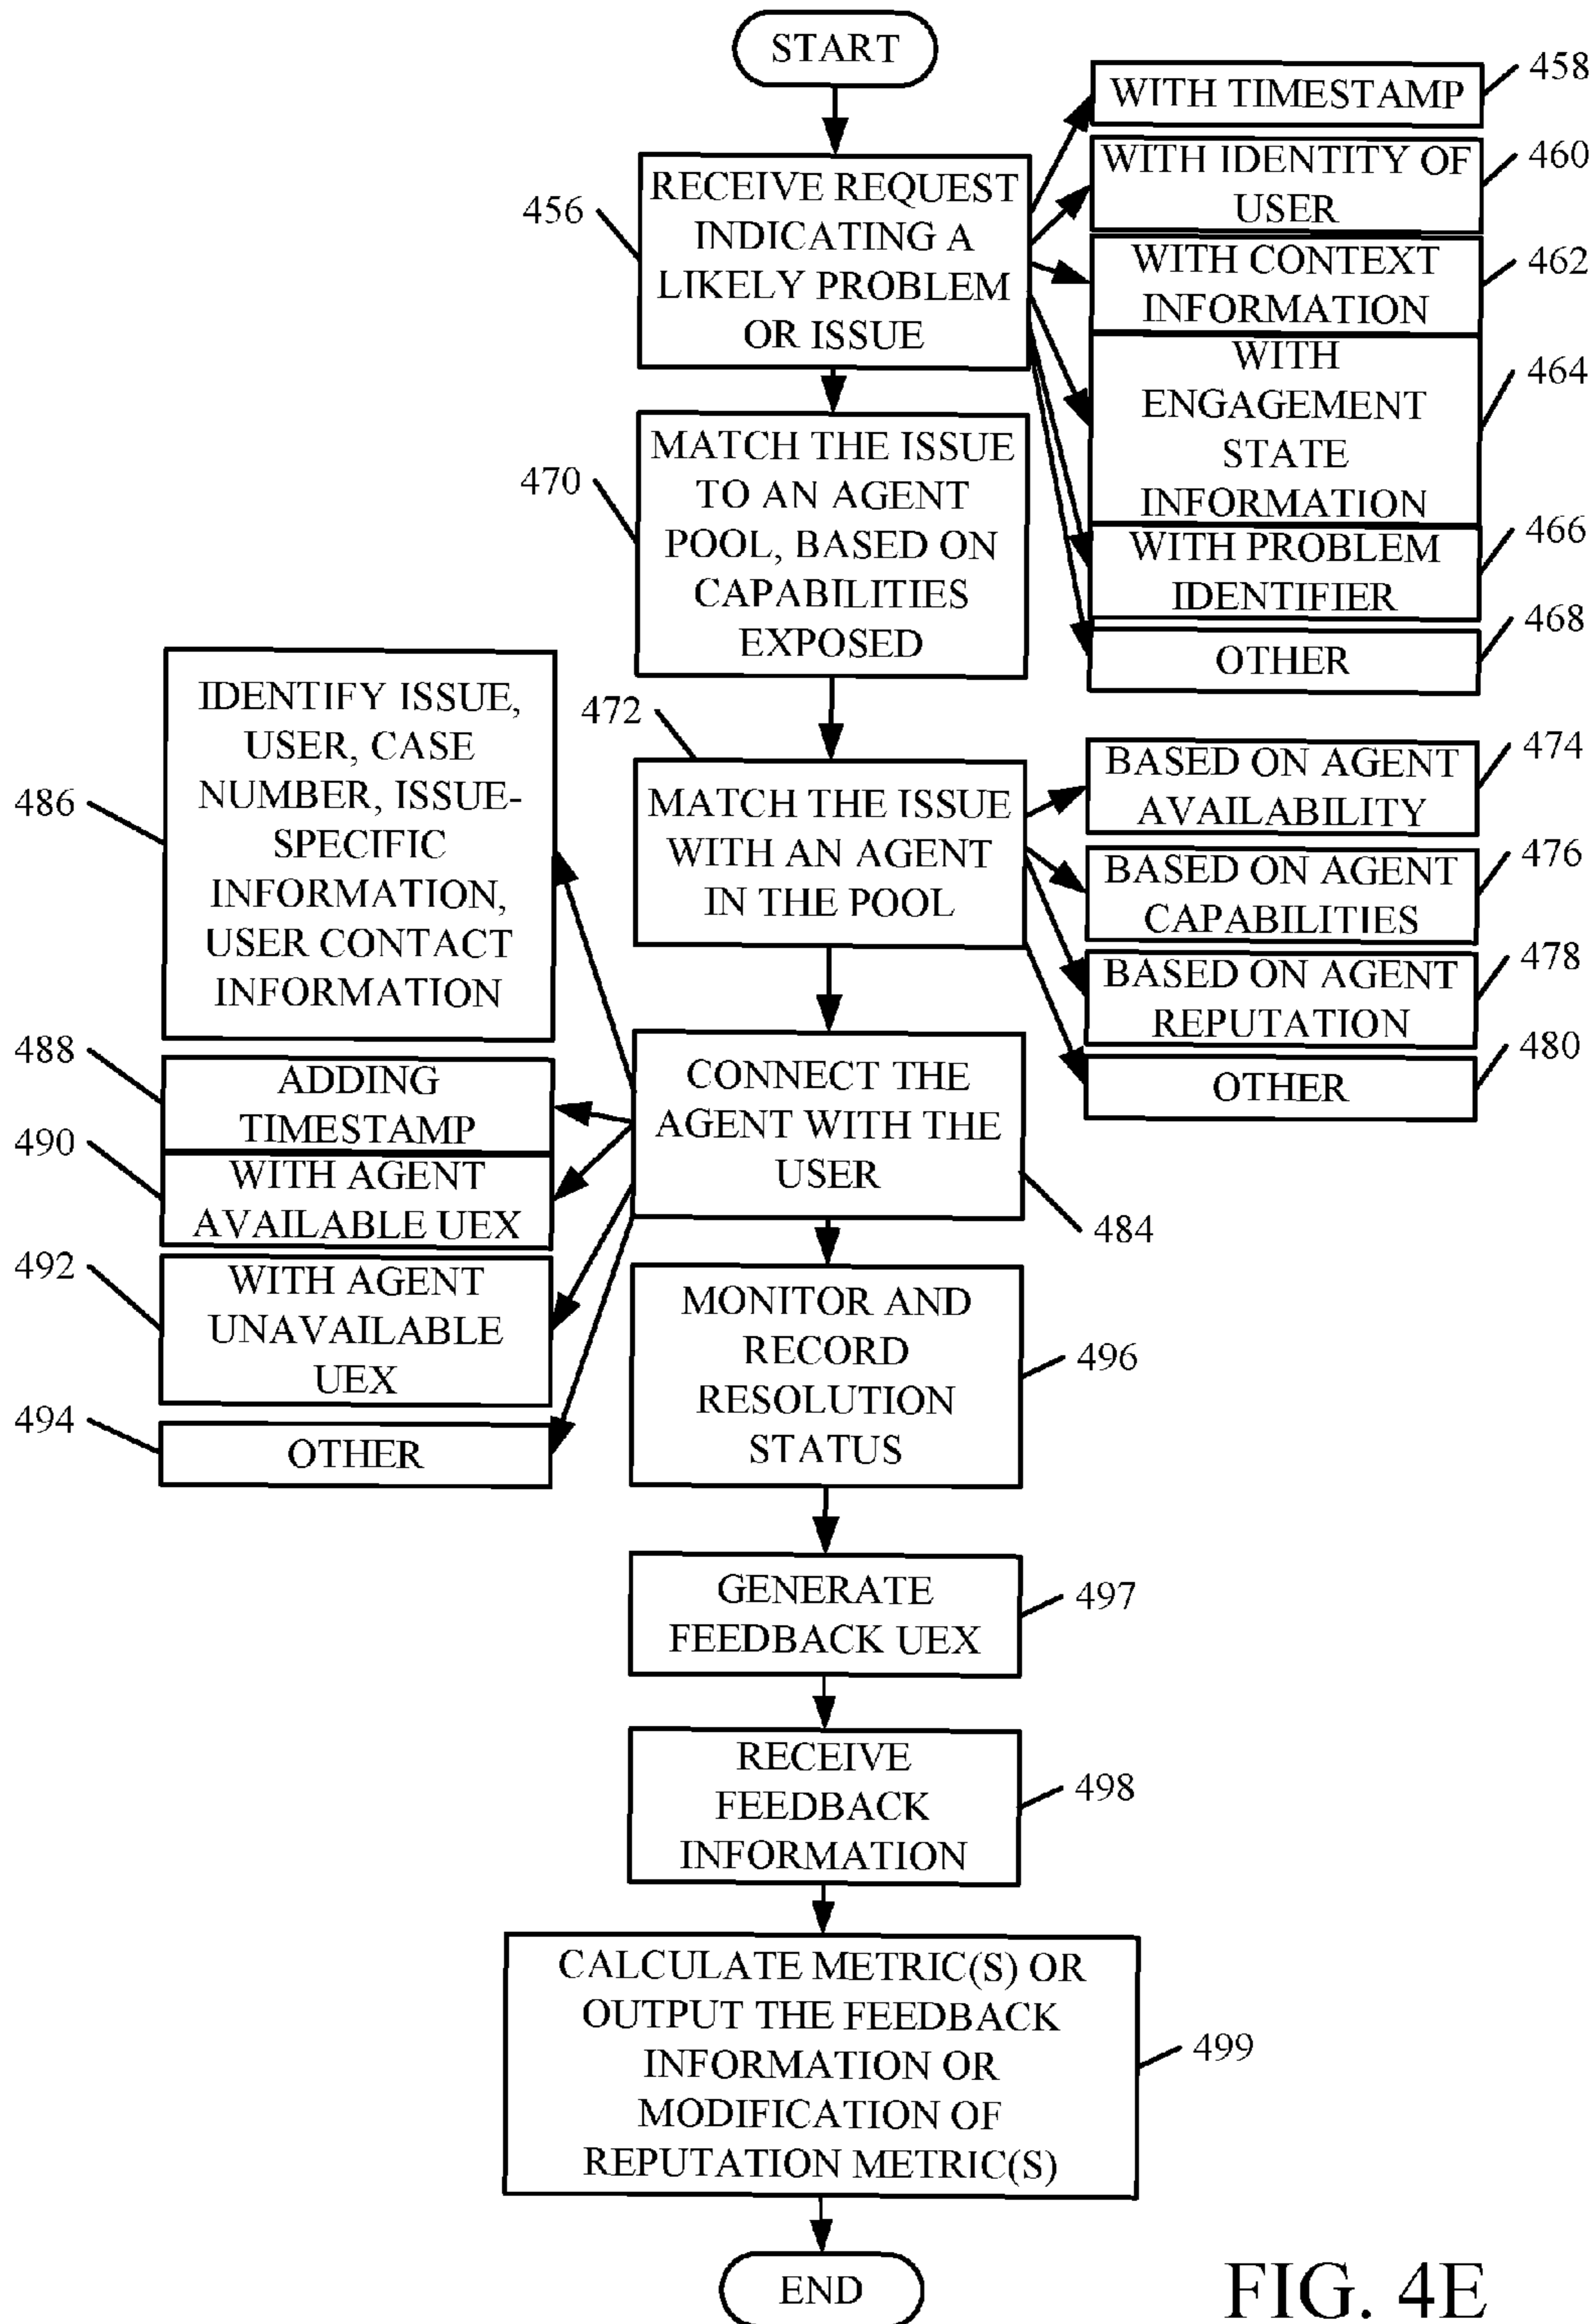 START
458
WITH TIMESTAMP
456
RECEIVE REQUEST
INDICATING A
LIKELY PROBLEM
OR ISSUE
WITH IDENTITY OF
USER
460
WITH CONTEXT
INFORMATION
462
WITH
ENGAGEMENT
STATE
INFORMATION
464
WITH PROBLEM
IDENTIFIER
466
OTHER
468
470
MATCH THE ISSUE
TO AN AGENT
POOL, BASED ON
CAPABILITIES
EXPOSED
472
MATCH THE ISSUE
WITH AN AGENT
IN THE POOL
BASED ON AGENT
AVAILABILITY
474
BASED ON AGENT
CAPABILITIES
476
BASED ON AGENT
REPUTATION
478
OTHER
480
486
IDENTIFY ISSUE,
USER, CASE
NUMBER, ISSUE-
SPECIFIC
INFORMATION,
USER CONTACT
INFORMATION
CONNECT THE
AGENT WITH THE
USER
484
488
ADDING
TIMESTAMP
490
WITH AGENT
AVAILABLE UEX
492
WITH AGENT
UNAVAILABLE
UEX
494
OTHER
MONITOR AND
RECORD
RESOLUTION
STATUS
496
GENERATE
FEEDBACK UEX
497
RECEIVE
FEEDBACK
INFORMATION
498
CALCULATE METRIC(S) OR
OUTPUT THE FEEDBACK
INFORMATION OR
MODIFICATION OF
REPUTATION METRIC(S)
499
END
FIG. 4E